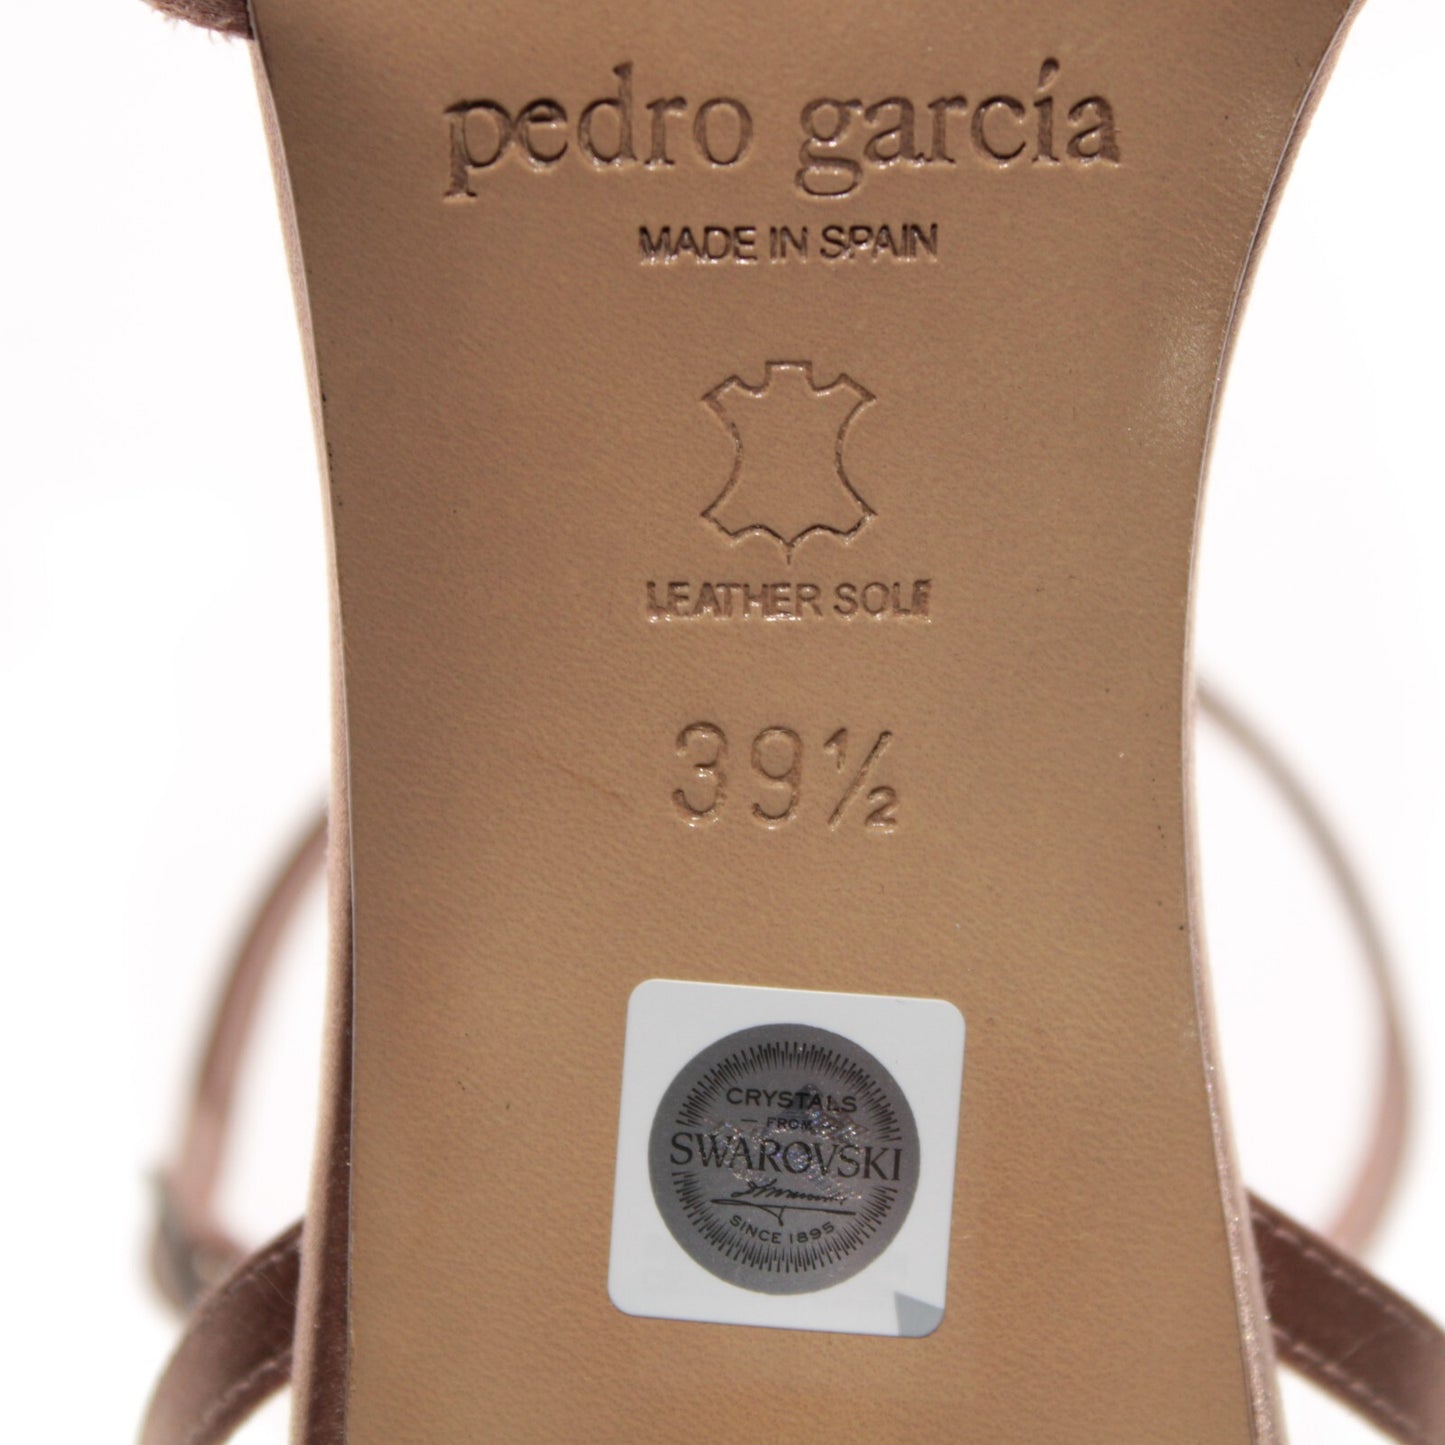 pedro garcía
MADE IN SPAIN
LEATHER SOLE
39½
CRYSTALS
— FROM —
SWAROVSKI
SINCE 1895